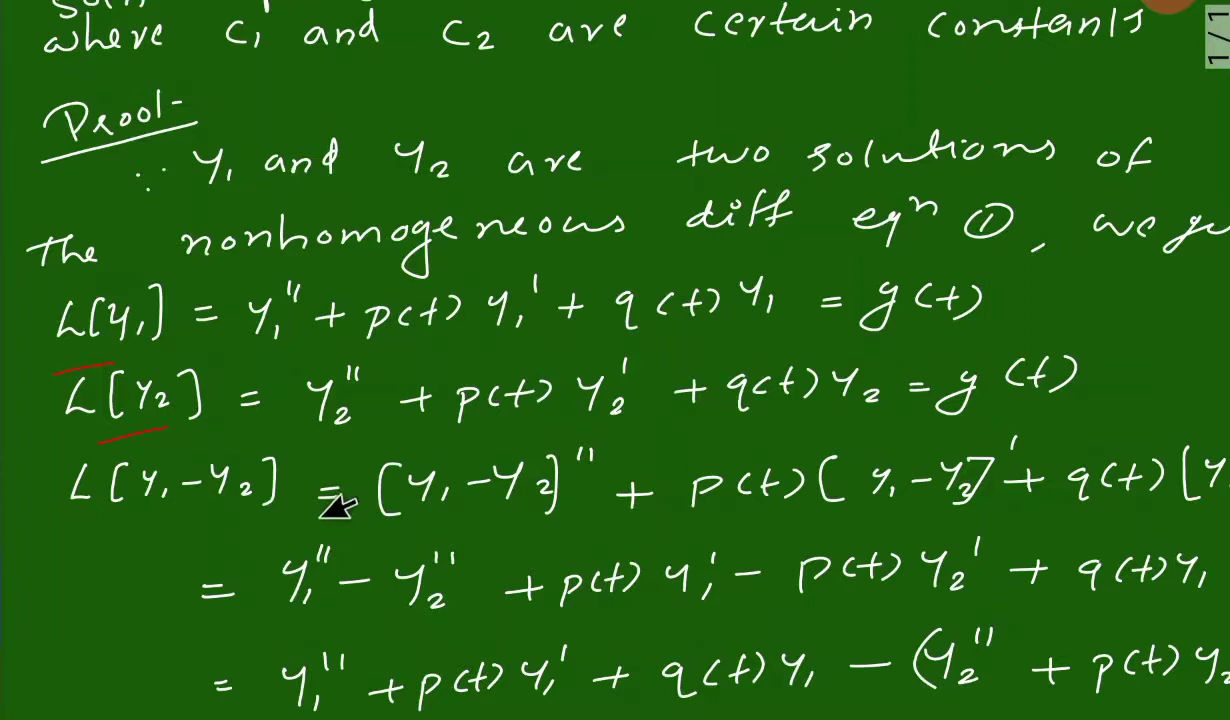 where c₁ and c₂ are certain constants
1/1
Proof-
∵ y₁ and y₂ are two solutions of
the nonhomogeneous diff eqⁿ ①, we
L[y₁] = y₁'' + p(t) y₁' + q(t) y₁ = g(t)
L[y₂] = y₂'' + p(t) y₂' + q(t) y₂ = g(t)
L[y₁-y₂] = [y₁-y₂]'' + p(t)[y₁-y₂]' + q(t)[y
= y₁'' - y₂'' + p(t) y₁' - p(t) y₂' + q(t)y₁
= y₁'' + p(t) y₁' + q(t) y₁ - (y₂'' + p(t) y₂